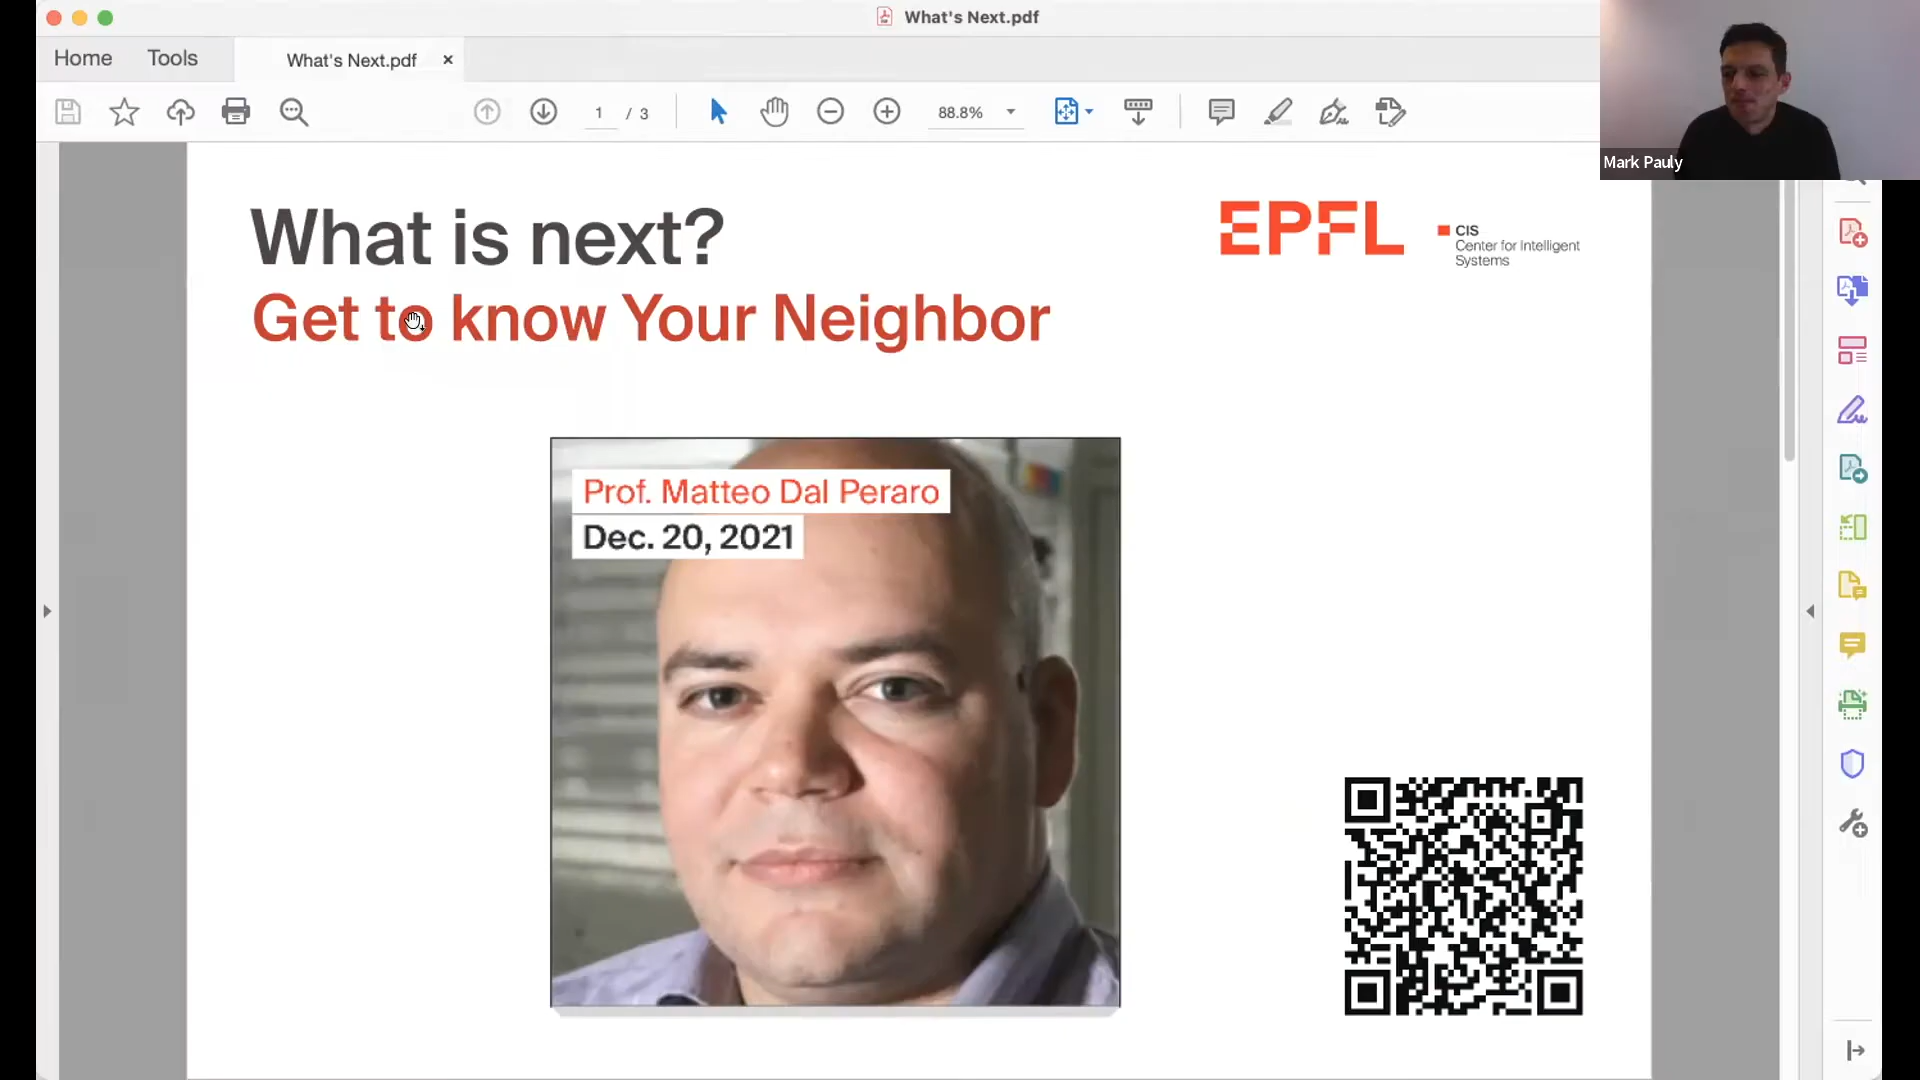 What's Next.pdf
Home
Tools
What's Next.pdf
1 / 3
88.8%
Mark Pauly
What is next?
Get to know Your Neighbor
EPFL
CIS
Center for Intelligent
Systems
Prof. Matteo Dal Peraro
Dec. 20, 2021